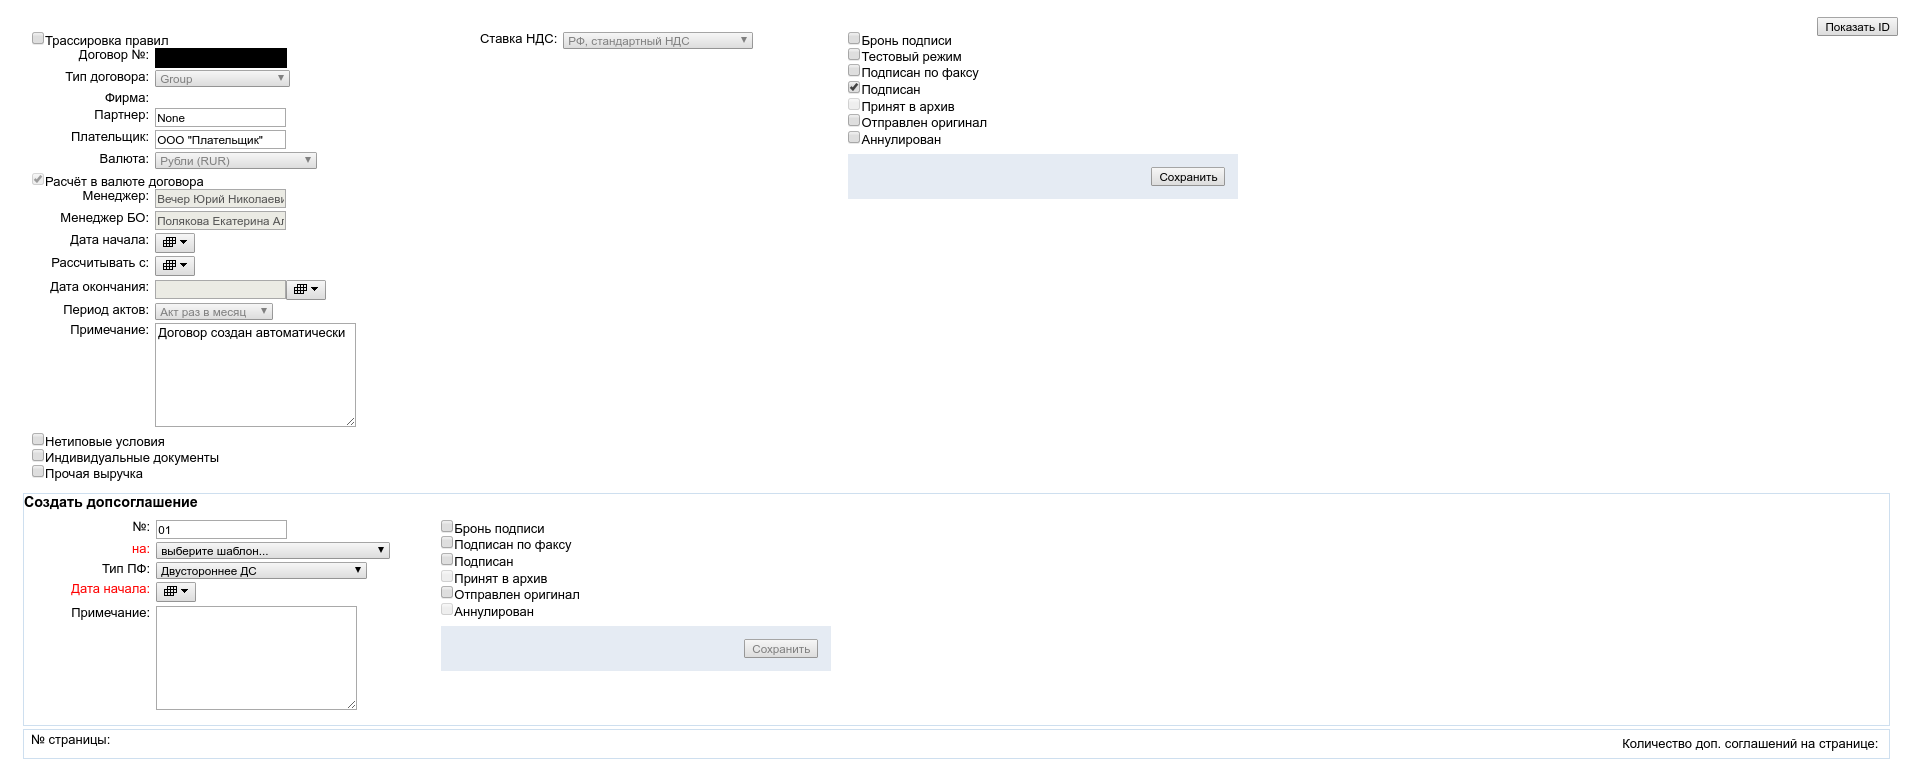 Показать ID
Трассировка правил
Договор №:
Тип договора: Group
Фирма:
Партнер: None
Плательщик: ООО "Плательщик"
Валюта: Рубли (RUR)
Расчёт в валюте договора
Менеджер: Вечер Юрий Николаеви
Менеджер БО: Полякова Екатерина Ал
Дата начала:
Рассчитывать с:
Дата окончания:
Период актов: Акт раз в месяц
Примечание: Договор создан автоматически
Нетиповые условия
Индивидуальные документы
Прочая выручка
Ставка НДС: РФ, стандартный НДС
Бронь подписи
Тестовый режим
Подписан по факсу
Подписан
Принят в архив
Отправлен оригинал
Аннулирован
Сохранить
Создать допсоглашение
№: 01
на: выберите шаблон...
Тип ПФ: Двустороннее ДС
Дата начала:
Примечание:
Бронь подписи
Подписан по факсу
Подписан
Принят в архив
Отправлен оригинал
Аннулирован
Сохранить
№ страницы:
Количество доп. соглашений на странице: